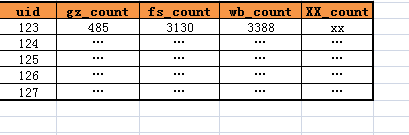 uid gz_count fs_count wb_count XX_count
123 485 3130 3388 xx
124 … … … …
125 … … … …
126 … … … …
127 … … … …